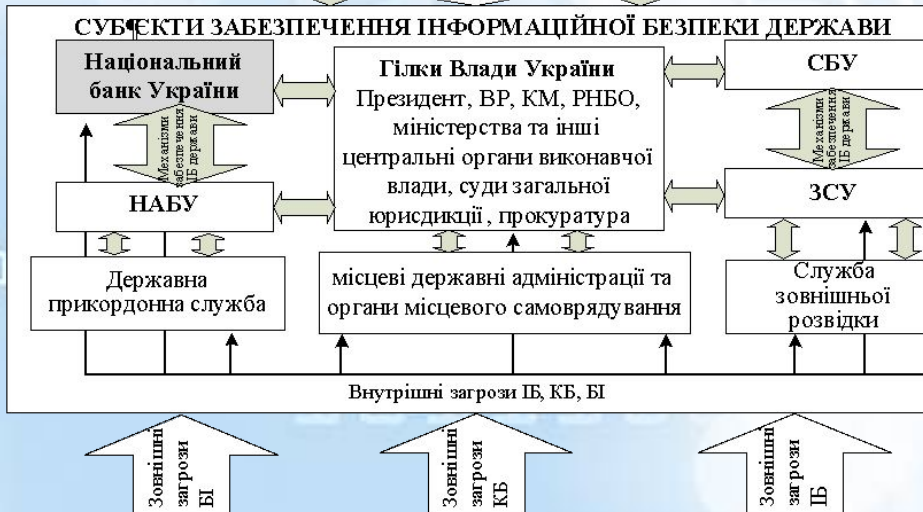 СУБ¶ЄКТИ ЗАБЕЗПЕЧЕННЯ ІНФОРМАЦІЙНОЇ БЕЗПЕКИ ДЕРЖАВИ
Національний
банк України
Гілки Влади України
Президент, ВР, КМ, РНБО,
міністерства та інші
центральні органи виконавчої
влади, суди загальної
юрисдикції, прокуратура
СБУ
Механізми
забезпечення
ІБ держави
Механізми
забезпечення
ІБ держави
НАБУ
ЗСУ
Державна
прикордонна служба
місцеві державні адміністрації та
органи місцевого самоврядування
Служба
зовнішньої
розвідки
Внутрішні загрози ІБ, КБ, БІ
Зовнішні
загрози
БІ
Зовнішні
загрози
КБ
Зовнішні
загрози
ІБ